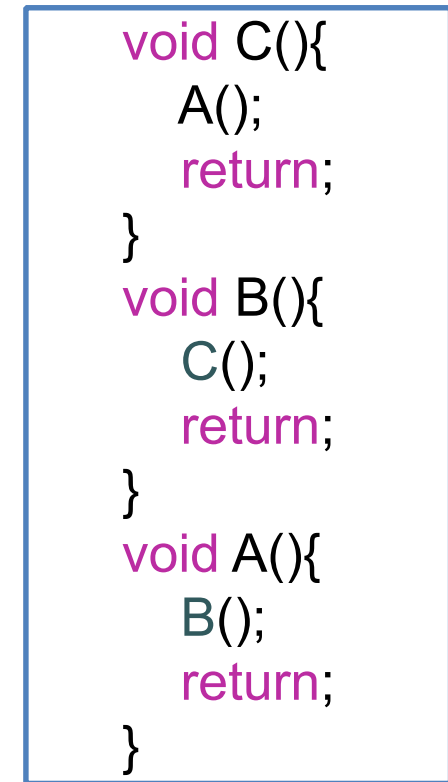 void C(){
A();
return;
}
void B(){
C();
return;
}
void A(){
B();
return;
}